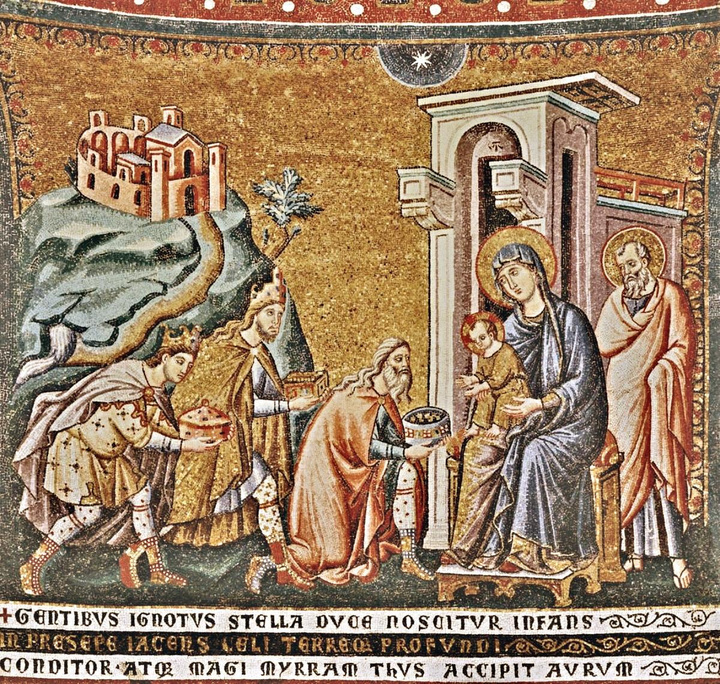 +GENTIBVS IGNOTVS STELLA DVCE NOSCITVR INFANS
IN PRESEPE IACENS CELI TERREQ PROFVNDI
CONDITOR·ATQ MAGI MYRRAM THVS ACCIPIT AVRVM